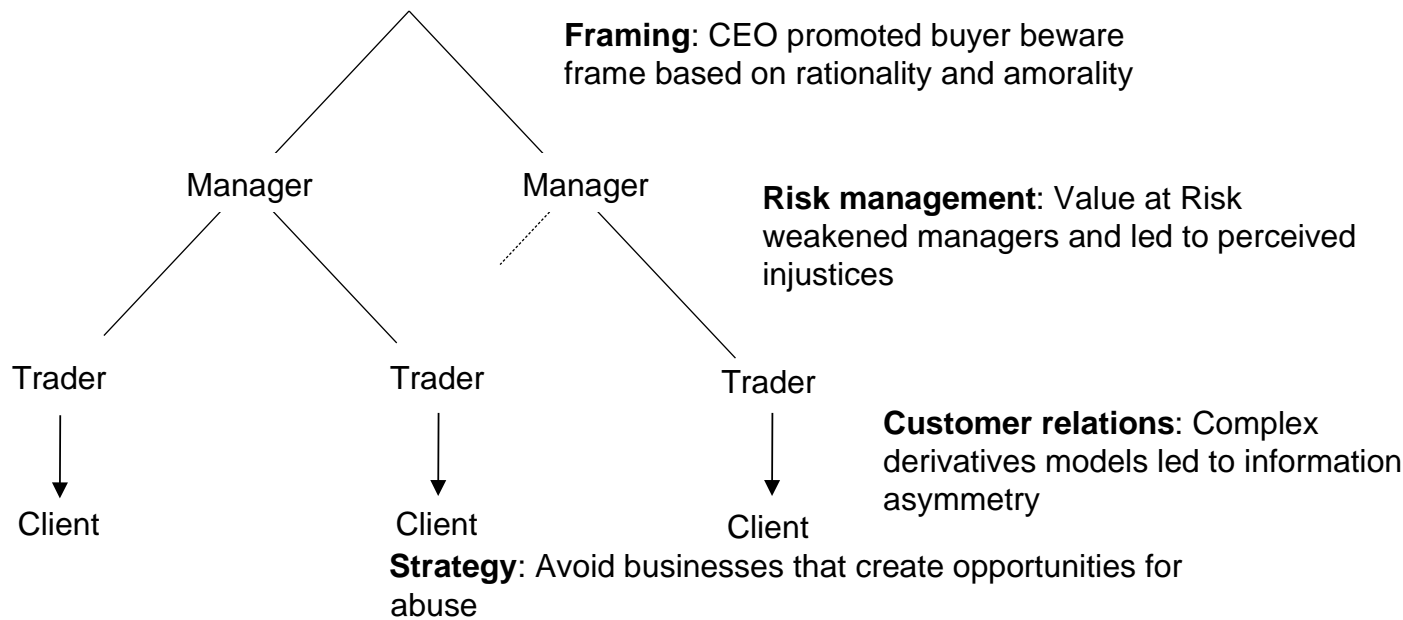 Framing: CEO promoted buyer beware
frame based on rationality and amorality
Manager Manager
Risk management: Value at Risk
weakened managers and led to perceived
injustices
Trader Trader Trader
Customer relations: Complex
derivatives models led to information
asymmetry
Client Client Client
Strategy: Avoid businesses that create opportunities for
abuse